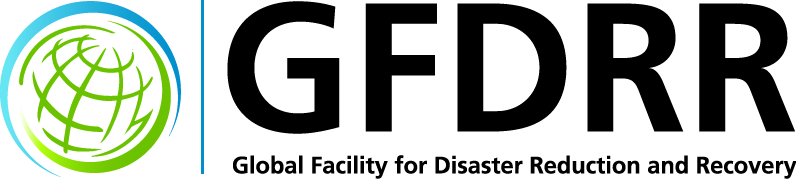 GFDRR
Global Facility for Disaster Reduction and Recovery